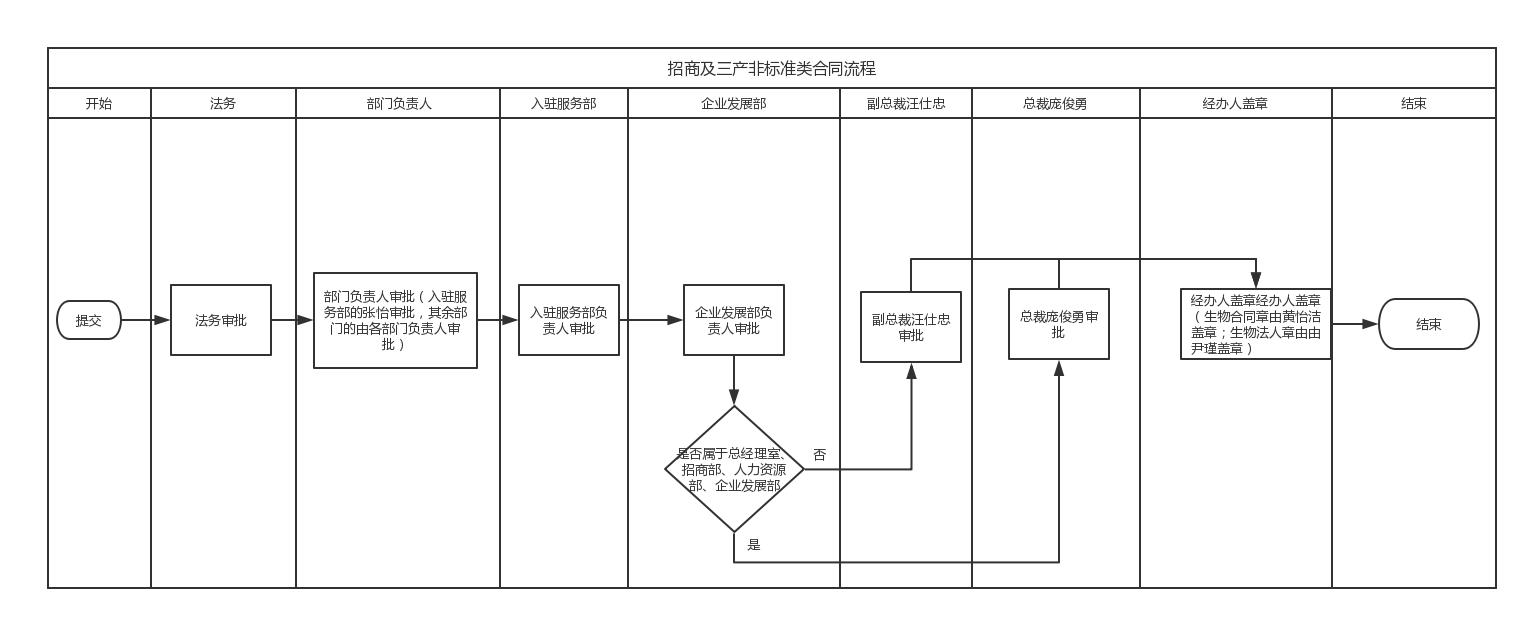 招商及三产非标准类合同流程
开始
法务
部门负责人
入驻服务部
企业发展部
副总裁汪仕忠
总裁庞俊勇
经办人盖章
结束
提交
法务审批
部门负责人审批（入驻服
务部的张怡审批，其余部
门的由各部门负责人审
批）
入驻服务部负
责人审批
企业发展部负
责人审批
副总裁汪仕忠
审批
总裁庞俊勇审
批
经办人盖章经办人盖章
（生物合同章由黄怡洁
盖章；生物法人章由由
尹瑾盖章）
结束
是否属于总经理室、
招商部、人力资源
部、企业发展部
否
是